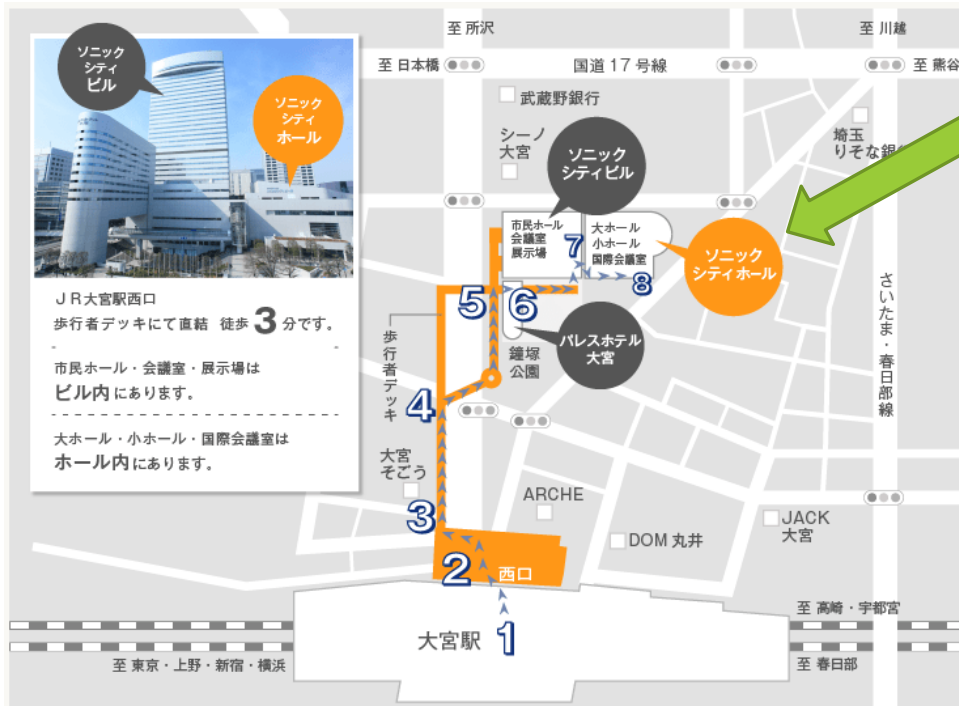 ソニック
シティ
ビル
ソニック
シティ
ホール
JR大宮駅西口
歩行者デッキにて直結 徒歩 3 分です。
市民ホール・会議室・展示場は
ビル内にあります。
大ホール・小ホール・国際会議室は
ホール内にあります。
至 所沢
至 川越
至 日本橋
国道17号線
至 熊谷
武蔵野銀行
シーノ
大宮
ソニック
シティビル
埼玉
りそな銀
市民ホール
会議室
展示場
大ホール
小ホール
国際会議室
7
8
ソニック
シティホール
5
6
パレスホテル
大宮
鐘塚
公園
歩行者デッキ
さいたま・春日部線
4
大宮
そごう
3
ARCHE
DOM 丸井
JACK
大宮
2
西口
1
大宮駅
至 高崎・宇都宮
至 春日部
至 東京・上野・新宿・横浜